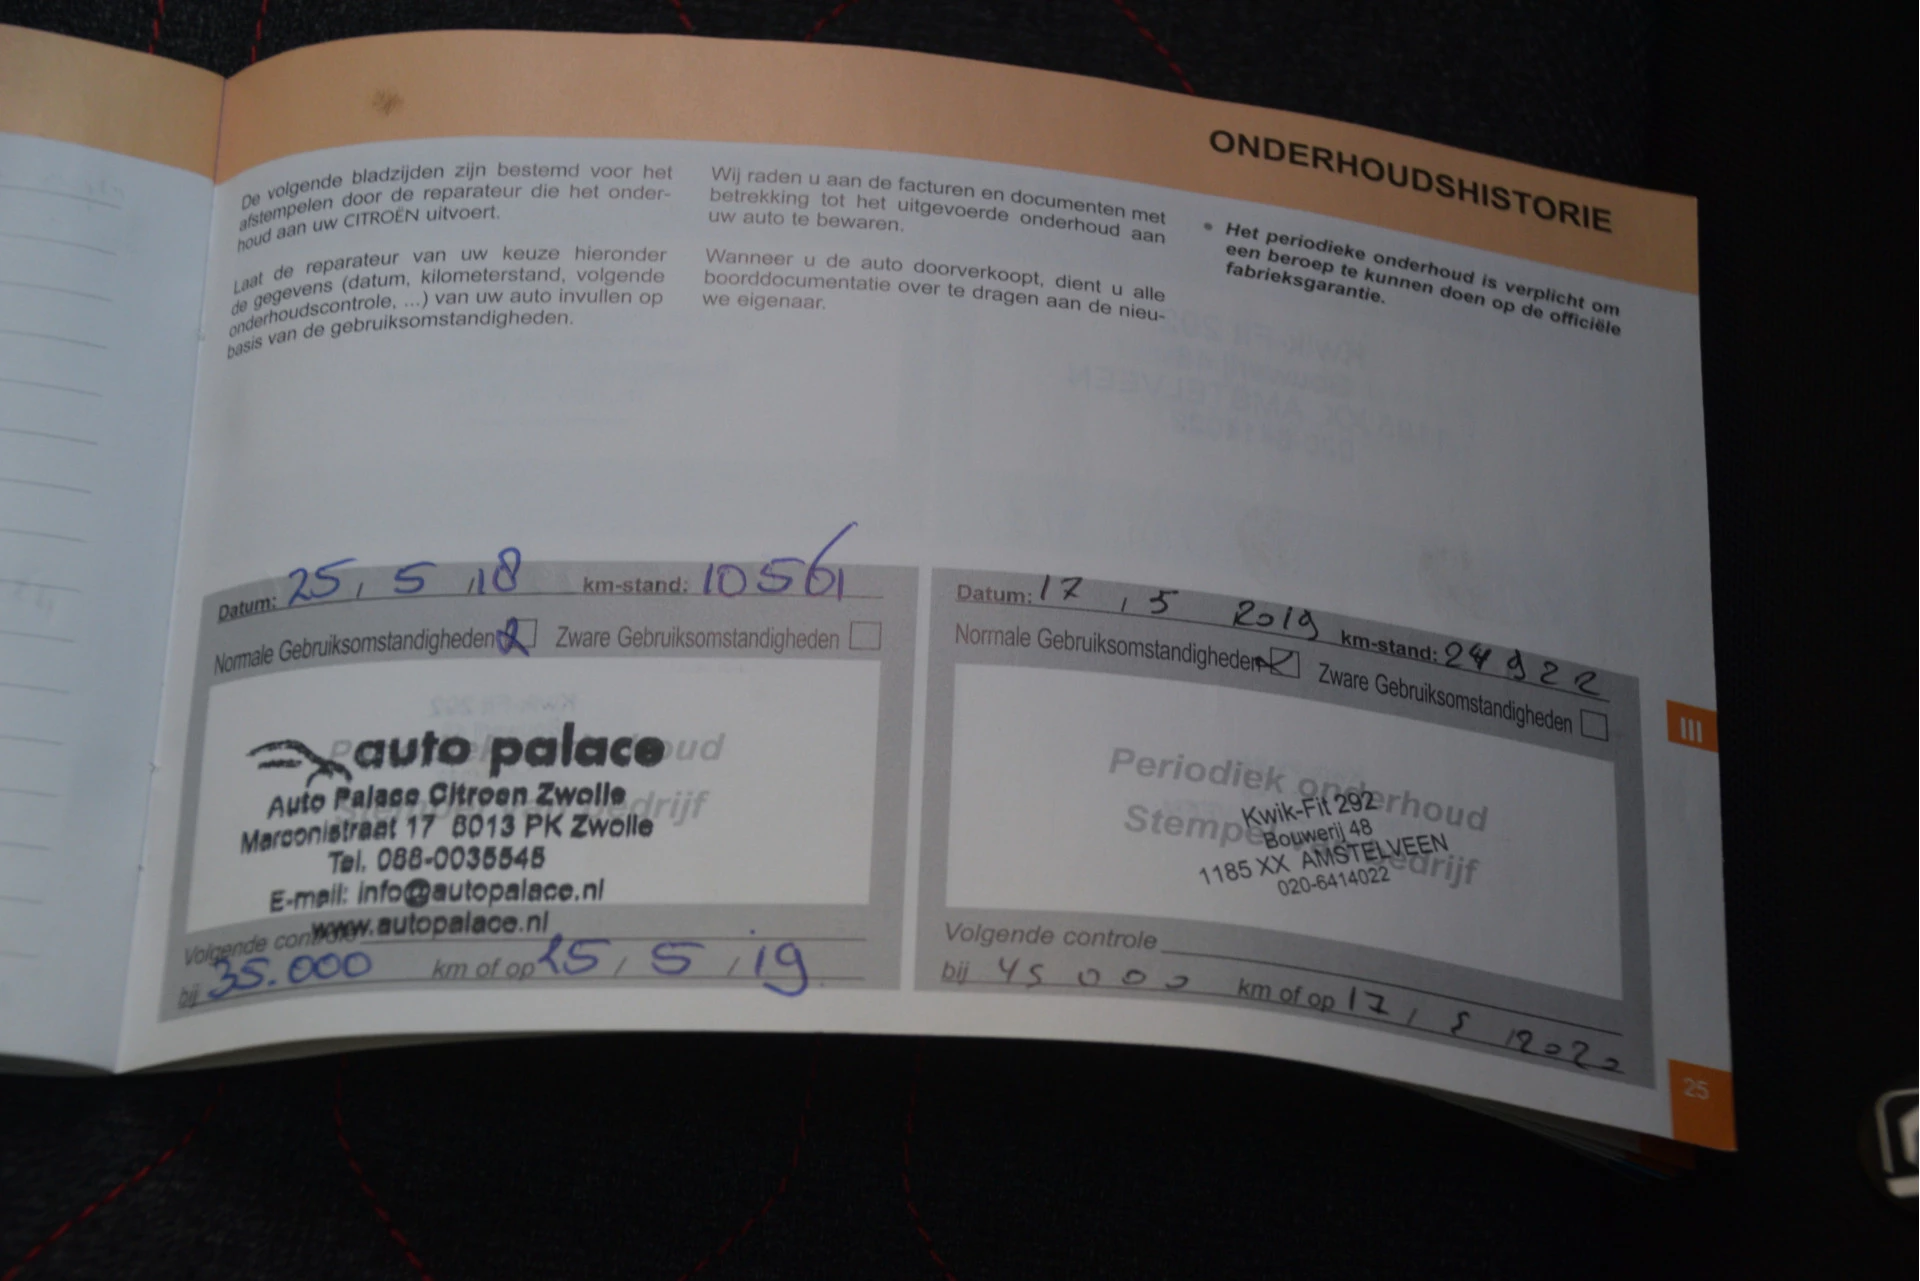 ONDERHOUDSHISTORIE
De volgende bladzijden zijn bestemd voor het
afstempelen door de reparateur die het onder-
houd aan uw CITROËN uitvoert.
Laat de reparateur van uw keuze hieronder
de gegevens (datum, kilometerstand, volgende
onderhoudscontrole, ...) van uw auto invullen op
basis van de gebruiksomstandigheden.
Wij raden u aan de facturen en documenten met
betrekking tot het uitgevoerde onderhoud aan
uw auto te bewaren.
Wanneer u de auto doorverkoopt, dient u alle
boorddocumentatie over te dragen aan de nieu-
we eigenaar.
• Het periodieke onderhoud is verplicht om
een beroep te kunnen doen op de officiële
fabrieksgarantie.
Datum: 25, 5, 18 km-stand: 10561
Normale Gebruiksomstandigheden Zware Gebruiksomstandigheden
auto palace
Auto Palace Citroen Zwolle
Marconistraat 17 8013 PK Zwolle
Tel. 088-0035545
E-mail: info@autopalace.nl
www.autopalace.nl
Volgende controle
bij 35.000 km of op 25, 5, 19
Datum: 17, 5 2019 km-stand: 24922
Normale Gebruiksomstandigheden Zware Gebruiksomstandigheden
Periodiek onderhoud
Kwik-Fit 292
Bouwerij 48
1185 XX AMSTELVEEN
020-6414022
Volgende controle
bij 45 000 km of op 17, 5, 2020
III
25